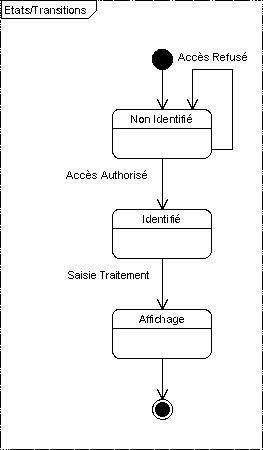 Etats/Transitions
Accès Refusé
Non Identifié
Accès Authorisé
Identifié
Saisie Traitement
Affichage